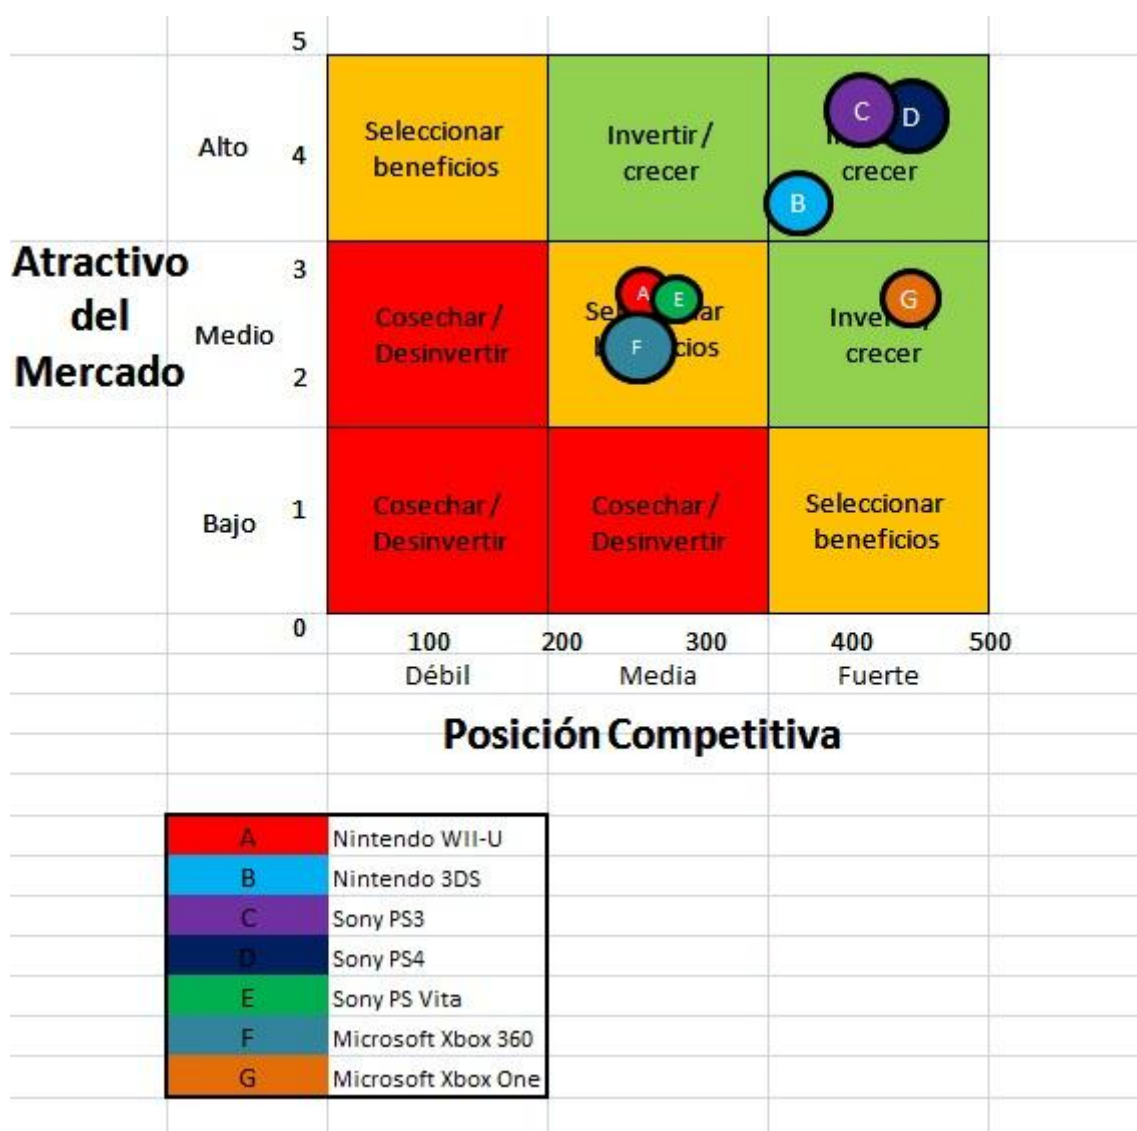 5
Alto
4
Seleccionar
beneficios
Invertir/
crecer
C
D
crecer
B
Atractivo
del
Mercado
3
Medio
2
Cosechar/
Desinvertir
A
E
F
cios
G
crecer
Bajo
1
Cosechar/
Desinvertir
Cosechar/
Desinvertir
Seleccionar
beneficios
0
100
200
300
400
500
Débil
Media
Fuerte
Posición Competitiva
A Nintendo WII-U
B Nintendo 3DS
C Sony PS3
D Sony PS4
E Sony PS Vita
F Microsoft Xbox 360
G Microsoft Xbox One